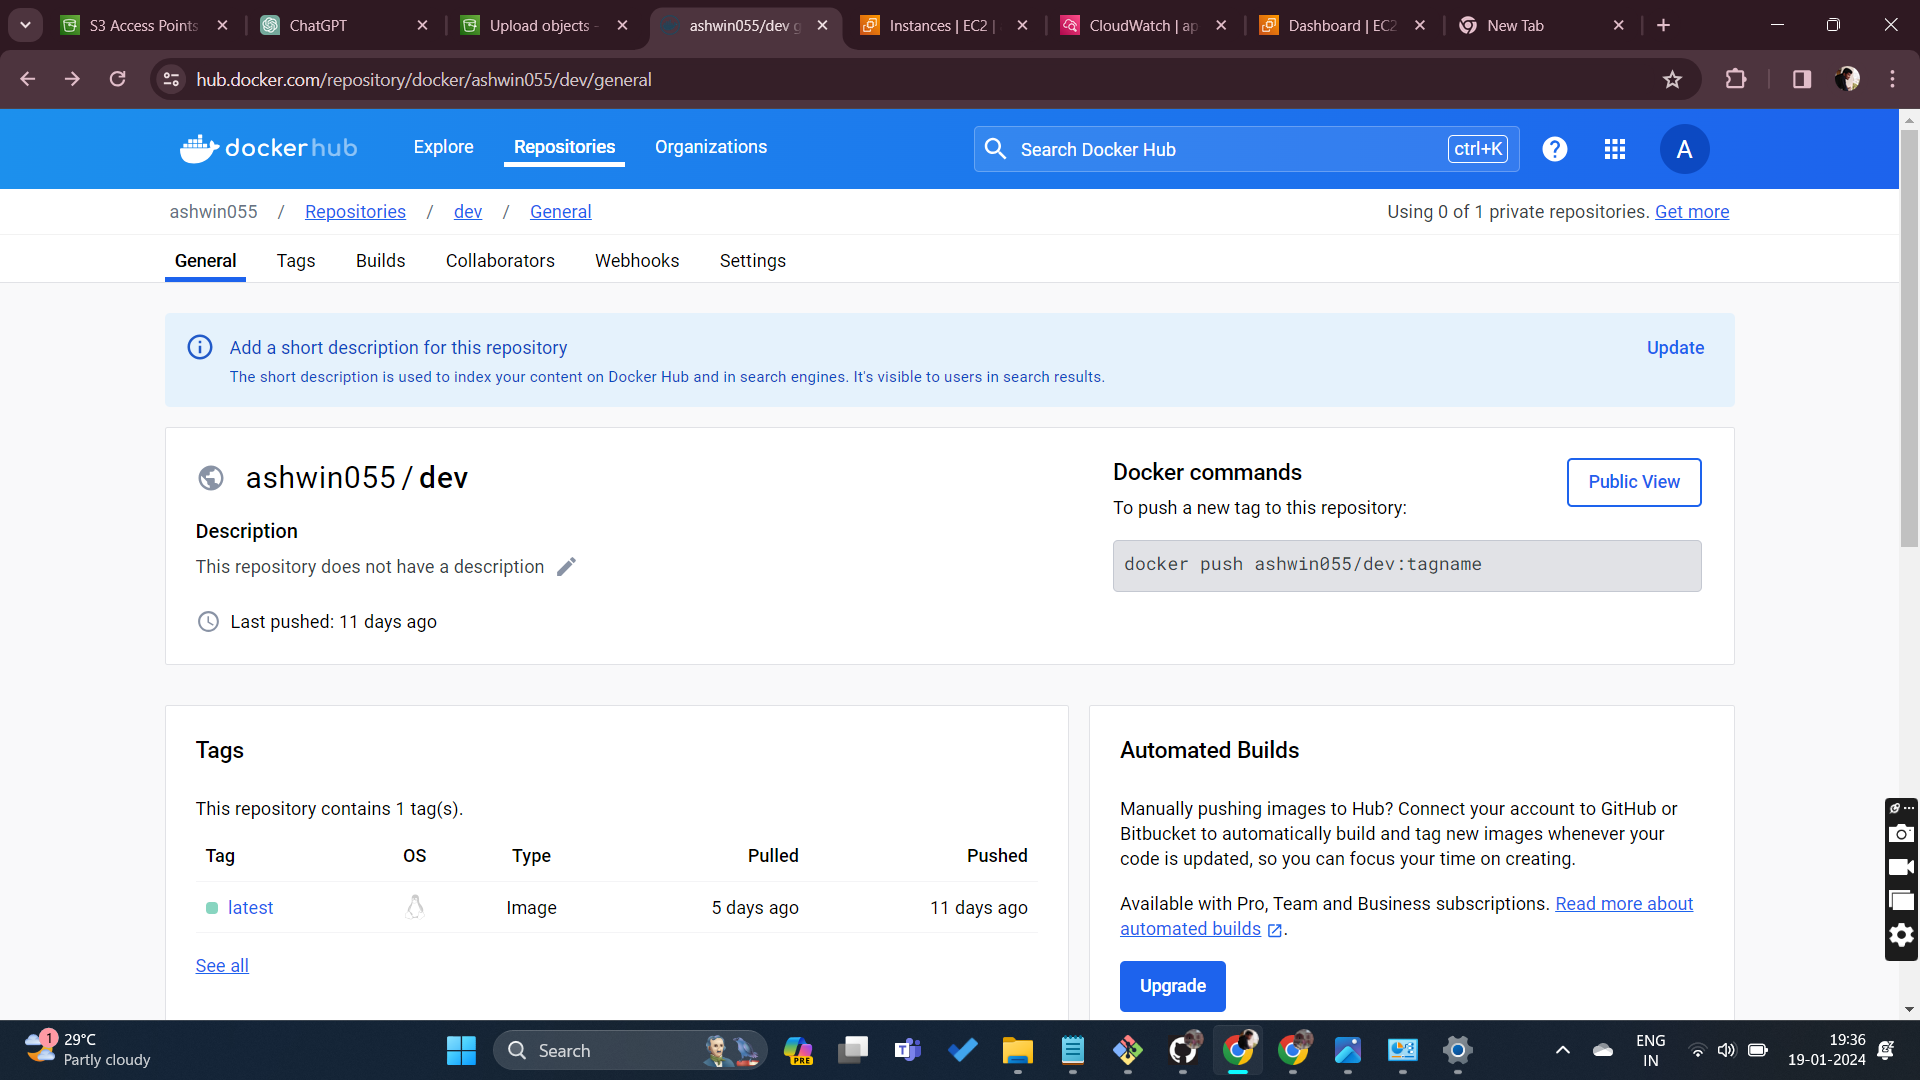 S3 Access Points
ChatGPT
Upload objects -
ashwin055/dev g
Instances | EC2 |
CloudWatch | ap
Dashboard | EC2
New Tab
hub.docker.com/repository/docker/ashwin055/dev/general
dockerhub
Explore
Repositories
Organizations
Search Docker Hub
ctrl+K
?
A
ashwin055 / Repositories / dev / General
Using 0 of 1 private repositories. Get more
General
Tags
Builds
Collaborators
Webhooks
Settings
Add a short description for this repository
Update
The short description is used to index your content on Docker Hub and in search engines. It's visible to users in search results.
ashwin055 / dev
Description
This repository does not have a description
Last pushed: 11 days ago
Docker commands
Public View
To push a new tag to this repository:
docker push ashwin055/dev:tagname
Tags
This repository contains 1 tag(s).
Tag OS Type Pulled Pushed
latest Image 5 days ago 11 days ago
See all
Automated Builds
Manually pushing images to Hub? Connect your account to GitHub or
Bitbucket to automatically build and tag new images whenever your
code is updated, so you can focus your time on creating.
Available with Pro, Team and Business subscriptions. Read more about
automated builds .
Upgrade
1
29°C
Partly cloudy
Search
PRE
ENG
IN
19:36
19-01-2024